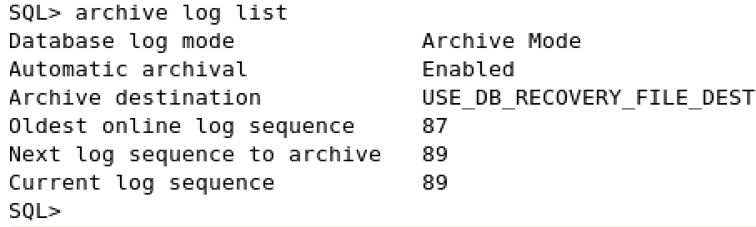 SQL> archive log list
Database log mode              Archive Mode
Automatic archival             Enabled
Archive destination            USE_DB_RECOVERY_FILE_DEST
Oldest online log sequence     87
Next log sequence to archive   89
Current log sequence           89
SQL>